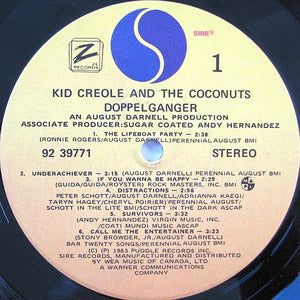 SIRE®
Z
ZE
RECORDS
1
KID CREOLE AND THE COCONUTS
DOPPELGANGER
AN AUGUST DARNELL PRODUCTION
ASSOCIATE PRODUCER: SUGAR COATED ANDY HERNANDEZ
1. THE LIFEBOAT PARTY – 2:38
(RONNIE ROGERS/AUGUST DARNELL)PERENNIAL AUGUST BMI
92 39771 STEREO
2. UNDERACHIEVER – 3:15 (AUGUST DARNELL) PERENNIAL AUGUST BMI
3. IF YOU WANNA BE HAPPY – 2:29
(GUIDA/GUIDA/ROYSTER) ROCK MASTERS, INC. BMI
4. DISTRACTIONS – 2:56
PETER SCHOTT/AUGUST DARNELL/ADRIANNA KAEGI/
TARYN HAGEY/CHERYL POIRIER)PERENNIAL AUGUST/
SCHOTT IN THE LITE BMI/SCHOTT IN THE DARK ASCAP
5. SURVIVORS – 3:32
(ANDY HERNANDEZ) VIRGIN MUSIC, INC.
/COATI MUNDI MUSIC ASCAP
6. CALL ME THE ENTERTAINER – 3:53
(STONY BROWDER, JR./AUGUST DARNELL)
BAR TWENTY SONGS/PERENNIAL AUGUST BMI
(P) (C) 1983 PUDDLE RECORDS INC.
SIRE RECORDS, MANUFACTURED AND DISTRIBUTED
BY WEA MUSIC OF CANADA, LTD
A WARNER COMMUNICATIONS
COMPANY